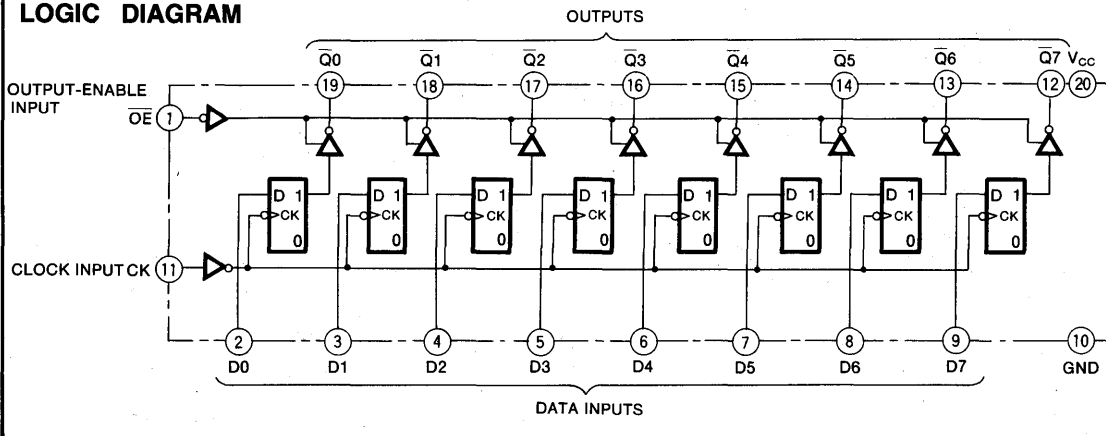 LOGIC DIAGRAM
OUTPUTS
Q̅0 Q̅1 Q̅2 Q̅3 Q̅4 Q̅5 Q̅6 Q̅7 VCC
19 18 17 16 15 14 13 12 20
OUTPUT-ENABLE
INPUT
O̅E̅ 1
D 1 D 1 D 1 D 1 D 1 D 1 D 1 D 1
CK CK CK CK CK CK CK CK
0 0 0 0 0 0 0 0
CLOCK INPUT CK 11
2 3 4 5 6 7 8 9 10
D0 D1 D2 D3 D4 D5 D6 D7 GND
DATA INPUTS